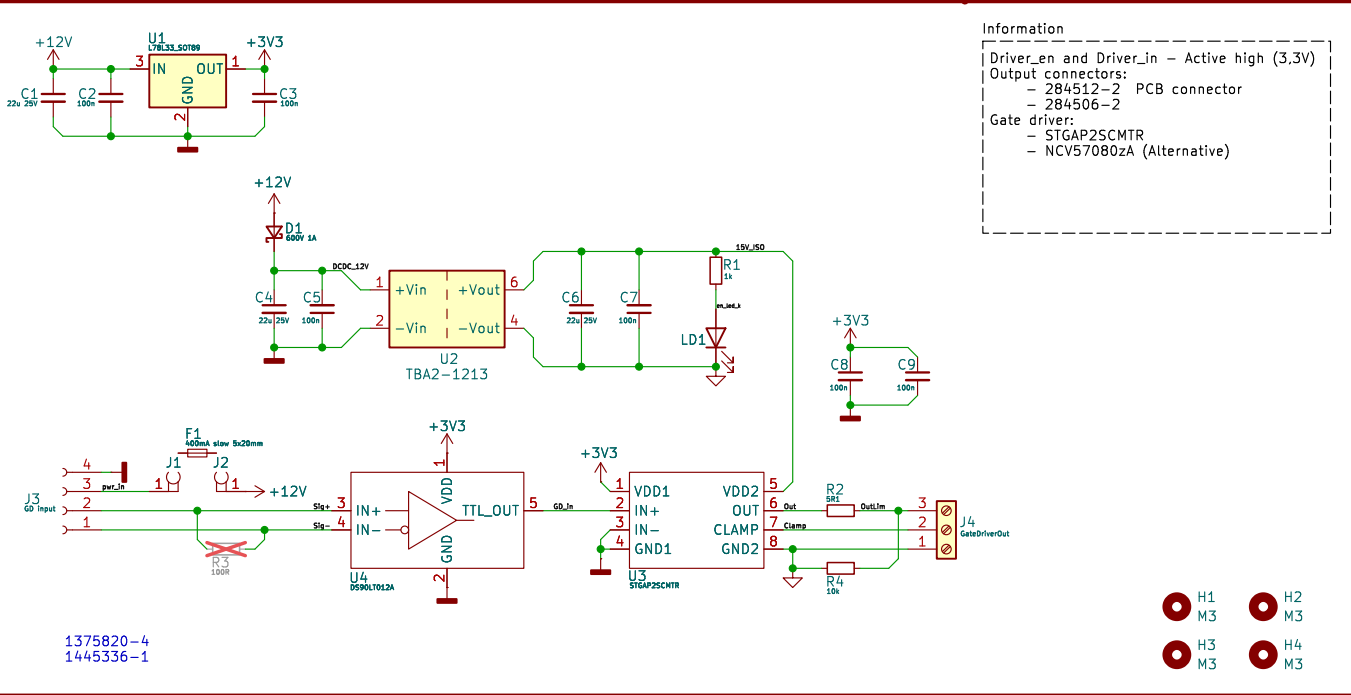 Information
Driver_en and Driver_in – Active high (3,3V)
Output connectors:
– 284512-2 PCB connector
– 284506-2
Gate driver:
– STGAP2SCMTR
– NCV57080zA (Alternative)
+12V
U1
L78L33_SOT89
+3V3
3 IN OUT 1
GND
2
C1
22u 25V
C2
100n
C3
100n
+12V
D1
600V 1A
DCDC_12V
C4
22u 25V
C5
100n
1 +Vin +Vout 6
2 -Vin -Vout 4
U2
TBA2-1213
C6
22u 25V
C7
100n
15V_ISO
R1
1k
en_led_k
LD1
+3V3
C8
100n
C9
100n
F1
400mA slow 5x20mm
J1
J2
4
3 pwr_in 1
1 +12V
2
1
J3
GD input
R3
100R
Sig+ 3 IN+
Sig- 4 IN-
+3V3
1
VDD
TTL_OUT 5
GND
2
U4
DS90LT012A
GD_in
+3V3
1 VDD1 VDD2 5
2 IN+ OUT 6
3 IN- CLAMP 7
4 GND1 GND2 8
U3
STGAP2SCMTR
Out
Clamp
R2
5R1
OutLim
R4
10k
3
2
1
J4
GateDriverOut
1375820-4
1445336-1
H1
M3
H2
M3
H3
M3
H4
M3